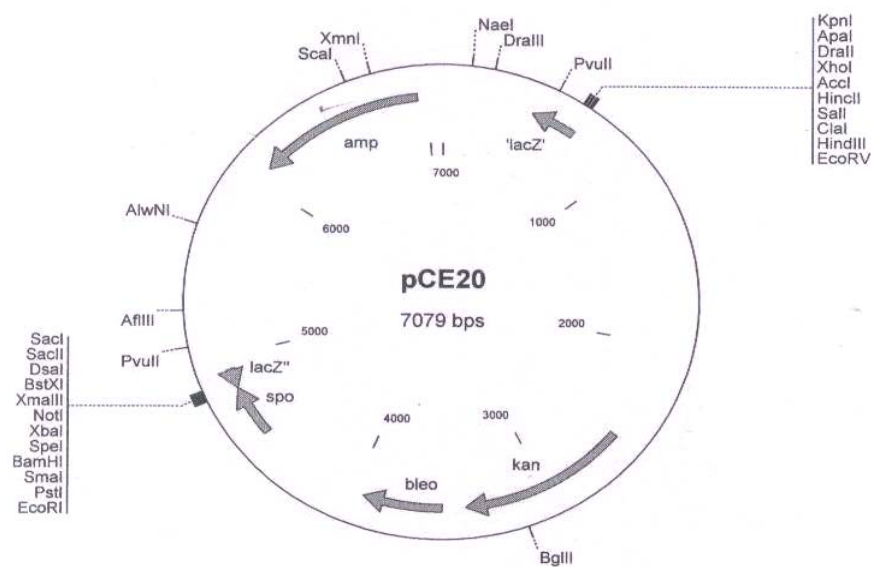 XmnI
ScaI
NaeI
DraIII
PvuII
KpnI
ApaI
DraII
XhoI
AccI
HincII
SalI
ClaI
HindIII
EcoRV
amp
'lacZ'
7000
6000
1000
AlwNI
pCE20
7079 bps
AflIII
PvuII
5000
2000
SacI
SacII
DsaI
BstXI
XmaIII
NotI
XbaI
SpeI
BamHI
SmaI
PstI
EcoRI
lacZ''
spo
4000
3000
kan
bleo
BglII